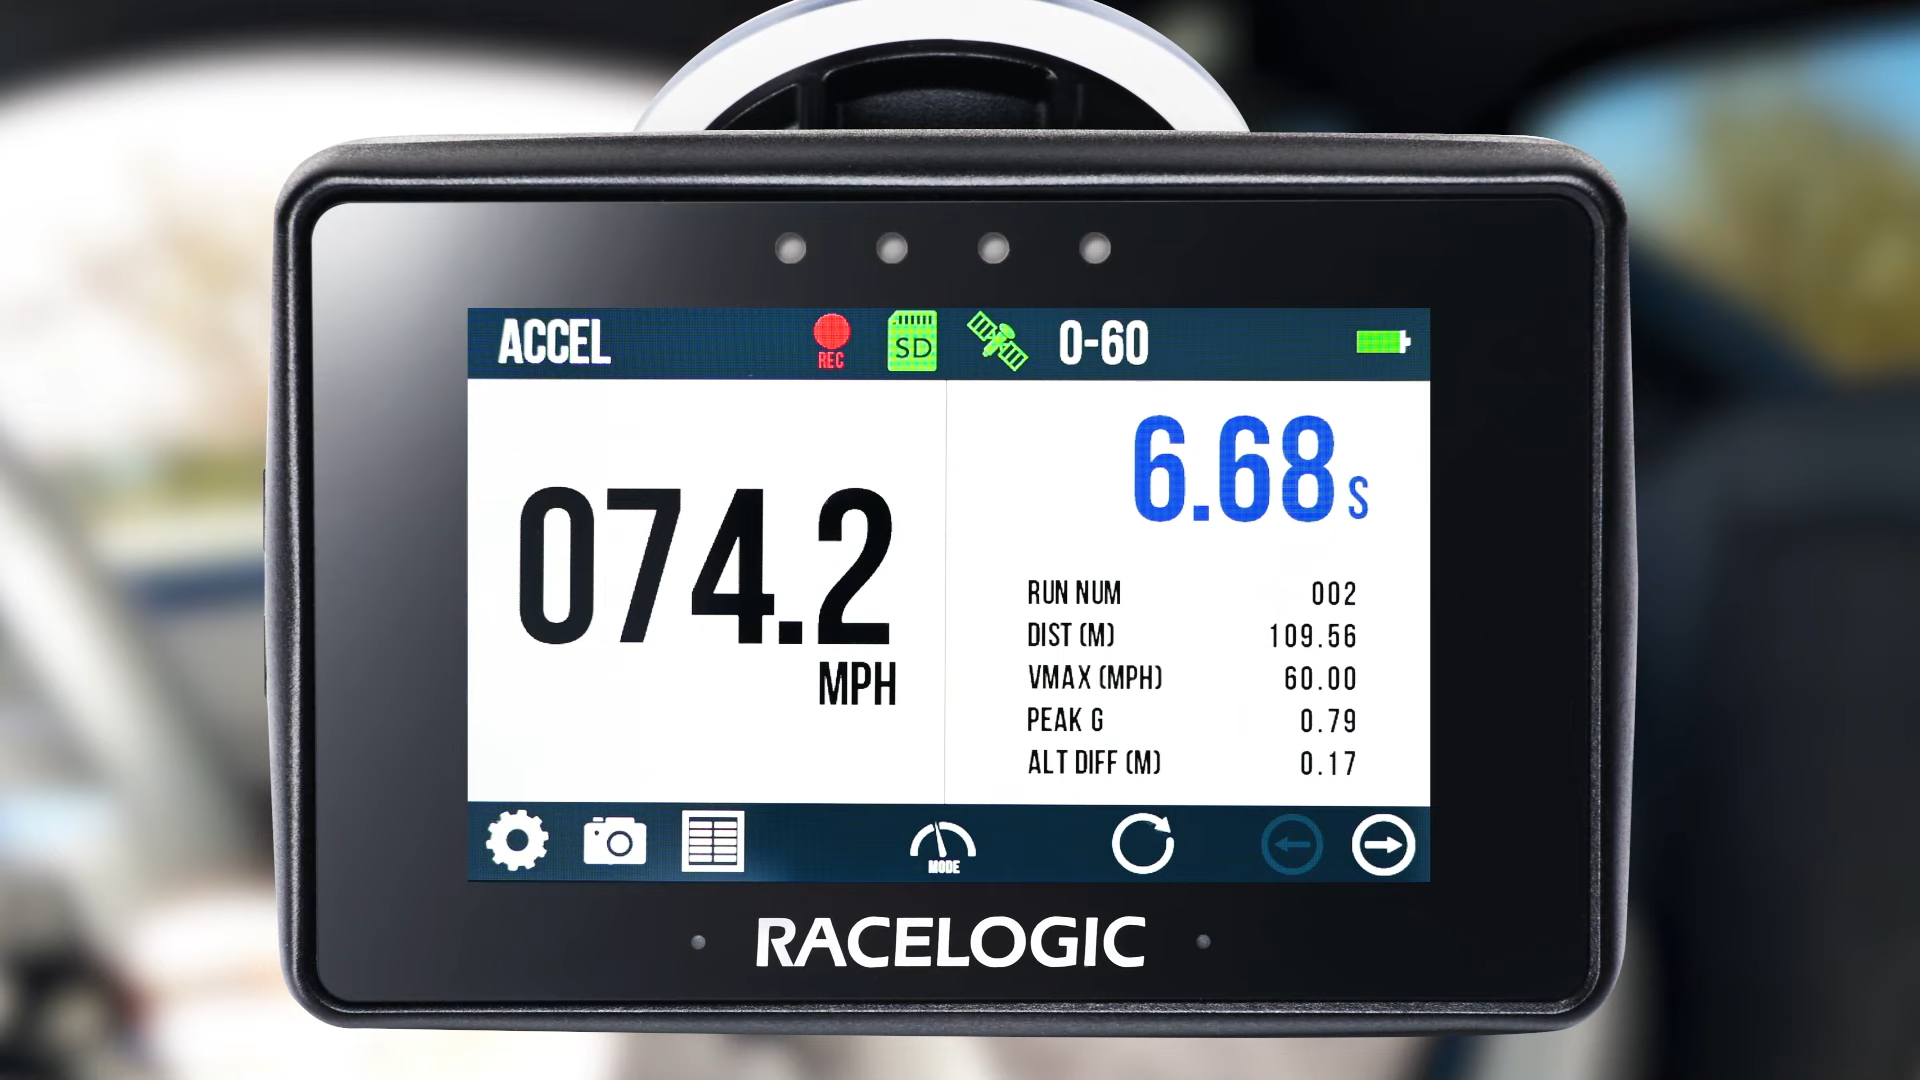 ACCEL REC SD 0-60
074.2
MPH
6.68 S
RUN NUM 002
DIST (M) 109.56
VMAX (MPH) 60.00
PEAK G 0.79
ALT DIFF (M) 0.17
MODE
RACELOGIC